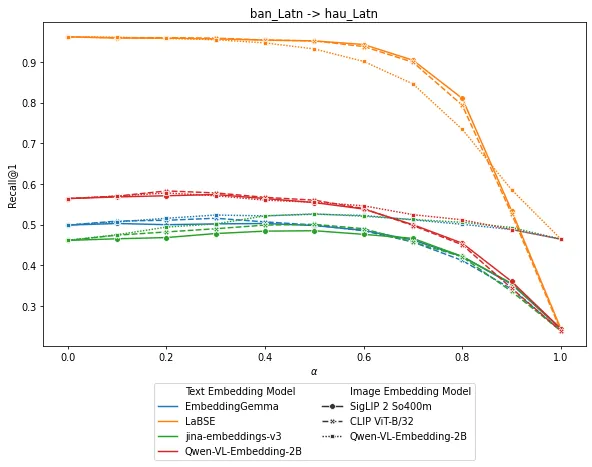 ban_Latn -> hau_Latn
Recall@1
0.9
0.8
0.7
0.6
0.5
0.4
0.3
0.0 0.2 0.4 0.6 0.8 1.0
α
Text Embedding Model Image Embedding Model
EmbeddingGemma SigLIP 2 So400m
LaBSE CLIP ViT-B/32
jina-embeddings-v3 Qwen-VL-Embedding-2B
Qwen-VL-Embedding-2B